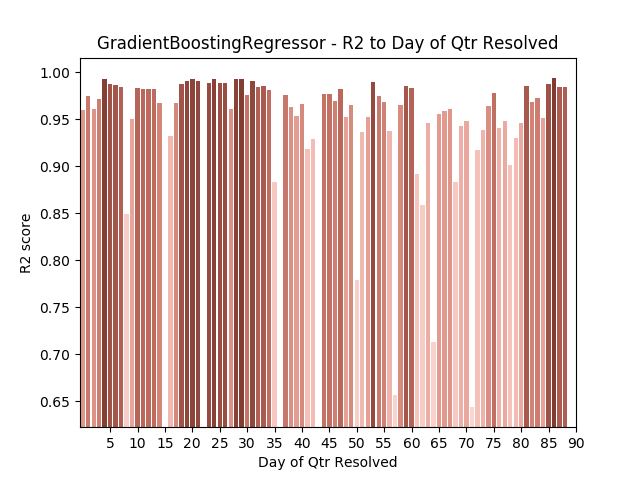 GradientBoostingRegressor - R2 to Day of Qtr Resolved
1.00
0.95
0.90
0.85
0.80
0.75
0.70
0.65
R2 score
5 10 15 20 25 30 35 40 45 50 55 60 65 70 75 80 85 90
Day of Qtr Resolved